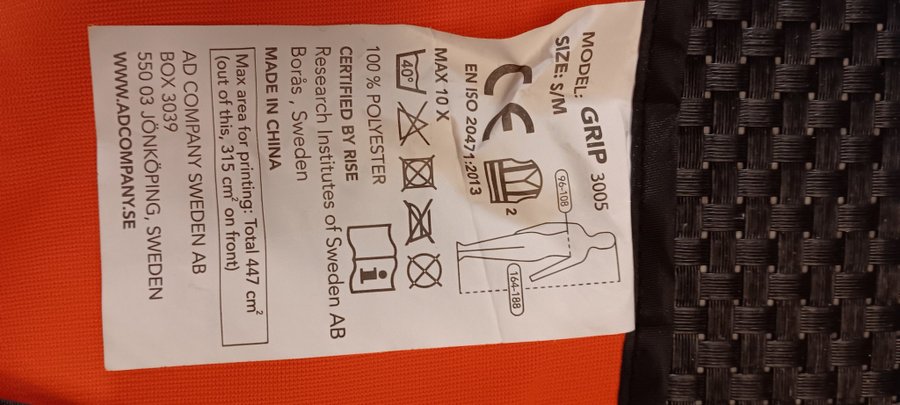 MODEL: GRIP 3005
SIZE: S/M
CE
2
96-108
164-188
EN ISO 20471:2013
MAX 10 X
40°
100 % POLYESTER
CERTIFIED BY RISE
Research Institutes of Sweden AB
Borås , Sweden
MADE IN CHINA
Max area for printing: Total 447 cm²
(out of this, 315 cm² on front)
AD COMPANY SWEDEN AB
BOX 3039
550 03 JÖNKÖPING, SWEDEN
WWW.ADCOMPANY.SE